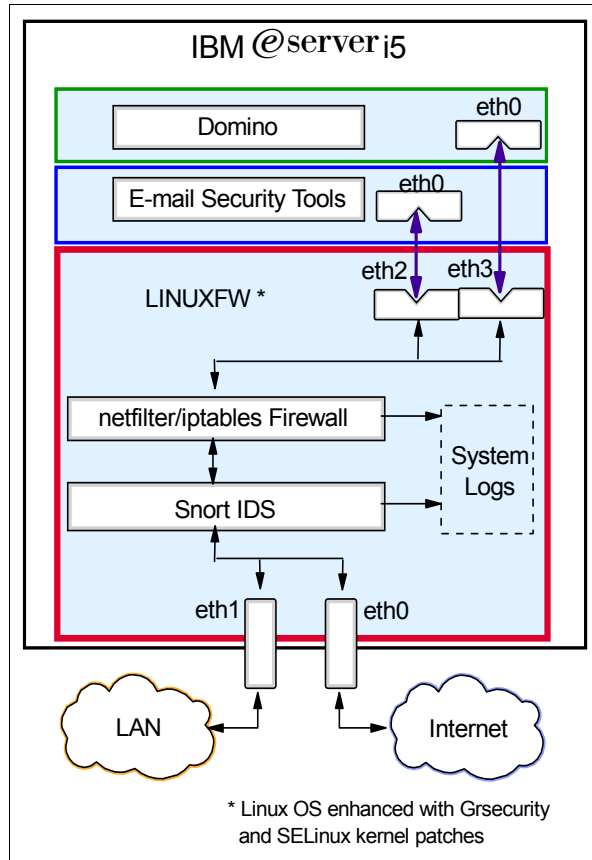 IBM eserver i5
eth0
Domino
eth0
E-mail Security Tools
eth2
eth3
LINUXFW *
netfilter/iptables Firewall
System
Logs
Snort IDS
eth1
eth0
LAN
Internet
* Linux OS enhanced with Grsecurity
and SELinux kernel patches